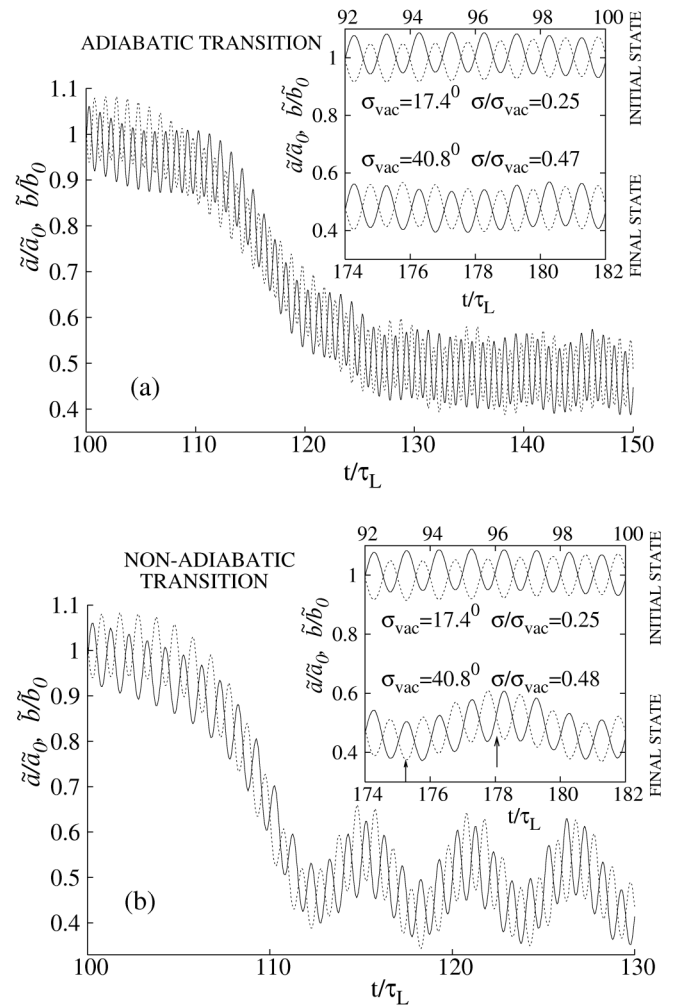 ADIABATIC TRANSITION
92 94 96 98 100
1
0.8
0.6
0.4
ã/ã₀, b̃/b̃₀
σvac=17.4⁰ σ/σvac=0.25
σvac=40.8⁰ σ/σvac=0.47
INITIAL STATE
FINAL STATE
174 176 178 180 182
t/τL
1.1
1
0.9
0.8
0.7
0.6
0.5
0.4
ã/ã₀, b̃/b̃₀
(a)
100 110 120 130 140 150
t/τL
NON-ADIABATIC
TRANSITION
92 94 96 98 100
1
0.8
0.6
0.4
ã/ã₀, b̃/b̃₀
σvac=17.4⁰ σ/σvac=0.25
σvac=40.8⁰ σ/σvac=0.48
INITIAL STATE
FINAL STATE
174 176 178 180 182
t/τL
1.1
1
0.9
0.8
0.7
0.6
0.5
0.4
ã/ã₀, b̃/b̃₀
(b)
100 110 120 130
t/τL